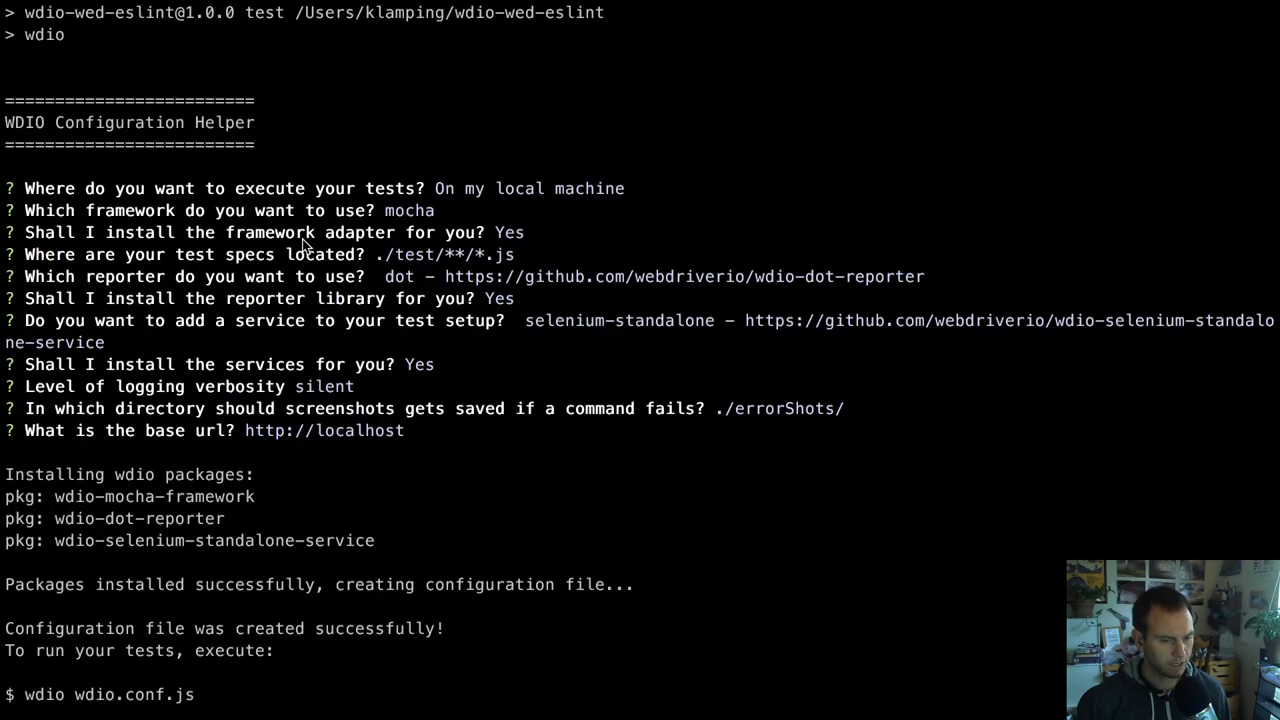 > wdio-wed-eslint@1.0.0 test /Users/klamping/wdio-wed-eslint
> wdio
=========================
WDIO Configuration Helper
=========================
? Where do you want to execute your tests? On my local machine
? Which framework do you want to use? mocha
? Shall I install the framework adapter for you? Yes
? Where are your test specs located? ./test/**/*.js
? Which reporter do you want to use?  dot - https://github.com/webdriverio/wdio-dot-reporter
? Shall I install the reporter library for you? Yes
? Do you want to add a service to your test setup?  selenium-standalone - https://github.com/webdriverio/wdio-selenium-standalo
ne-service
? Shall I install the services for you? Yes
? Level of logging verbosity silent
? In which directory should screenshots gets saved if a command fails? ./errorShots/
? What is the base url? http://localhost
Installing wdio packages:
pkg: wdio-mocha-framework
pkg: wdio-dot-reporter
pkg: wdio-selenium-standalone-service
Packages installed successfully, creating configuration file...
Configuration file was created successfully!
To run your tests, execute:
$ wdio wdio.conf.js